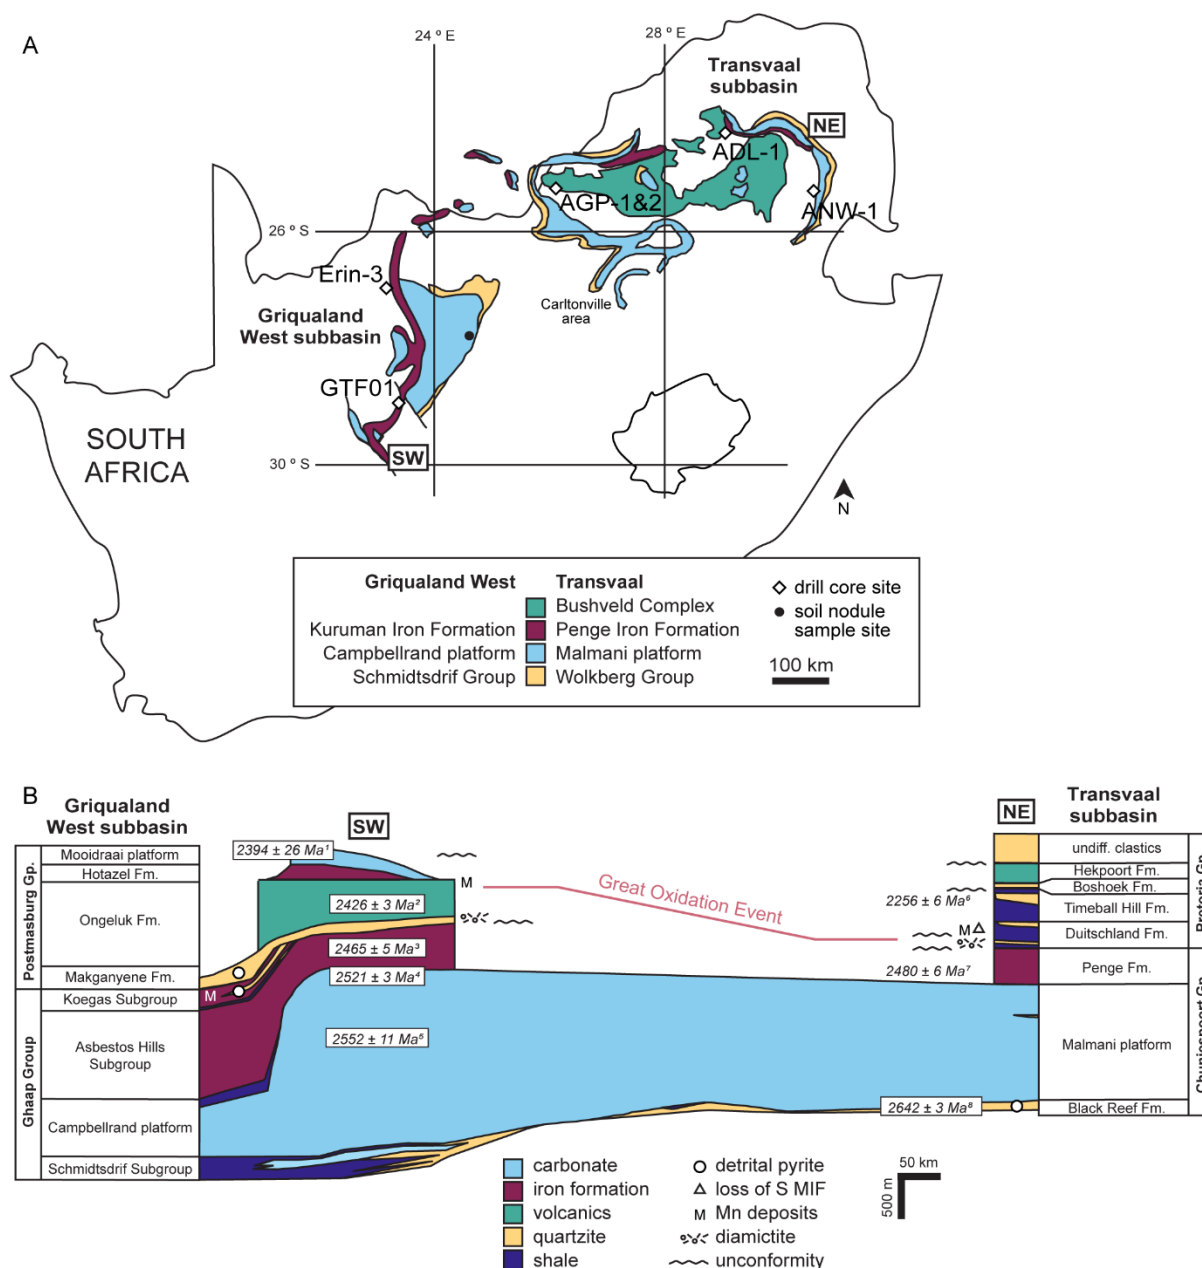 A
24 º E
28 º E
Transvaal
subbasin
NE
ADL-1
AGP-1&2
ANW-1
26 º S
Erin-3
Carltonville
area
Griqualand
West subbasin
GTF01
SOUTH
AFRICA
SW
30 º S
N
Griqualand West Transvaal
Bushveld Complex
Kuruman Iron Formation Penge Iron Formation
Campbellrand platform Malmani platform
Schmidtsdrif Group Wolkberg Group
drill core site
soil nodule
sample site
100 km
B
Griqualand
West subbasin
SW
NE
Transvaal
subbasin
Postmasburg Gp.
Mooidraai platform
Hotazel Fm.
Ongeluk Fm.
Makganyene Fm.
Ghaap Group
Koegas Subgroup
Asbestos Hills
Subgroup
Campbellrand platform
Schmidtsdrif Subgroup
2394 ± 26 Ma¹
M
2426 ± 3 Ma²
2465 ± 5 Ma³
2521 ± 3 Ma⁴
M
2552 ± 11 Ma⁵
Great Oxidation Event
2256 ± 6 Ma⁶
M
2480 ± 6 Ma⁷
2642 ± 3 Ma⁸
undiff. clastics
Hekpoort Fm.
Boshoek Fm.
Timeball Hill Fm.
Duitschland Fm.
Penge Fm.
Malmani platform
Black Reef Fm.
Pretoria Gp.
Chuniespoort Gp.
carbonate
iron formation
volcanics
quartzite
shale
detrital pyrite
loss of S MIF
M Mn deposits
diamictite
unconformity
50 km
500 m